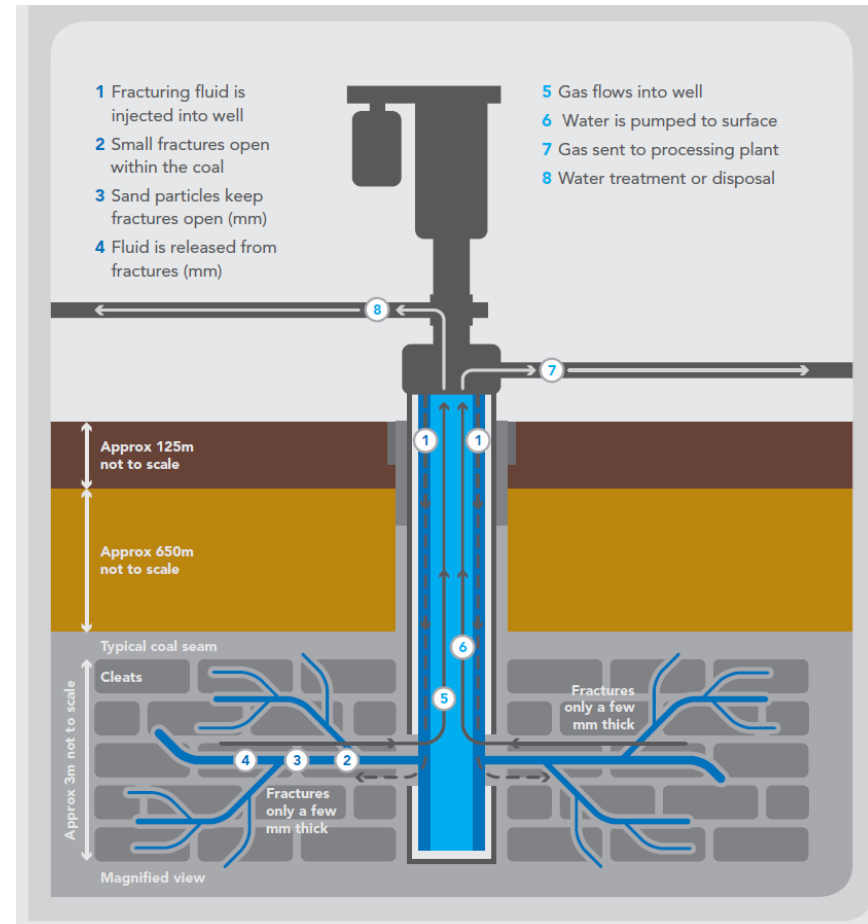 1 Fracturing fluid is
injected into well
2 Small fractures open
within the coal
3 Sand particles keep
fractures open (mm)
4 Fluid is released from
fractures (mm)
5 Gas flows into well
6 Water is pumped to surface
7 Gas sent to processing plant
8 Water treatment or disposal
8
7
1
1
Approx 125m
not to scale
Approx 650m
not to scale
Typical coal seam
6
Cleats
5
Fractures
only a few
mm thick
Approx 3m not to scale
4
3
2
Fractures
only a few
mm thick
Magnified view